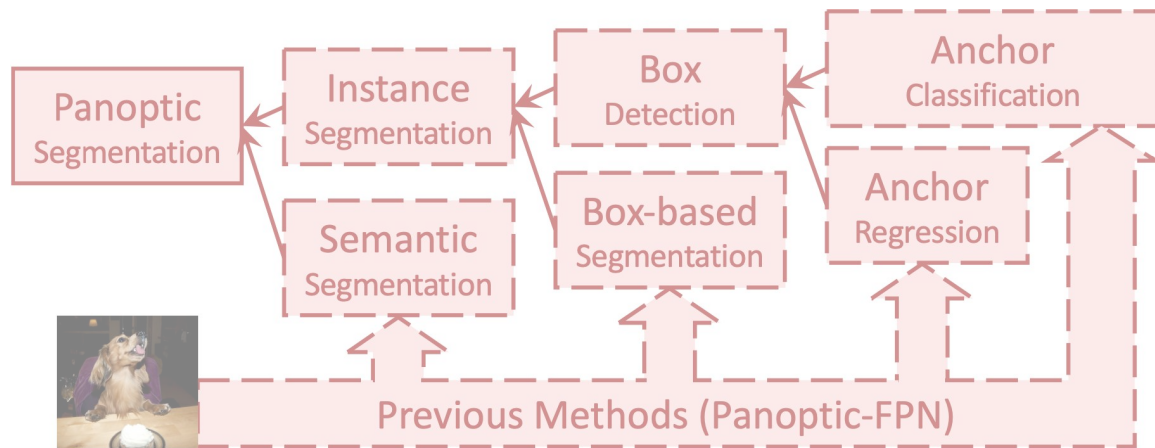 Panoptic
Segmentation
Instance
Segmentation
Box
Detection
Anchor
Classification
Semantic
Segmentation
Box-based
Segmentation
Anchor
Regression
Previous Methods (Panoptic-FPN)